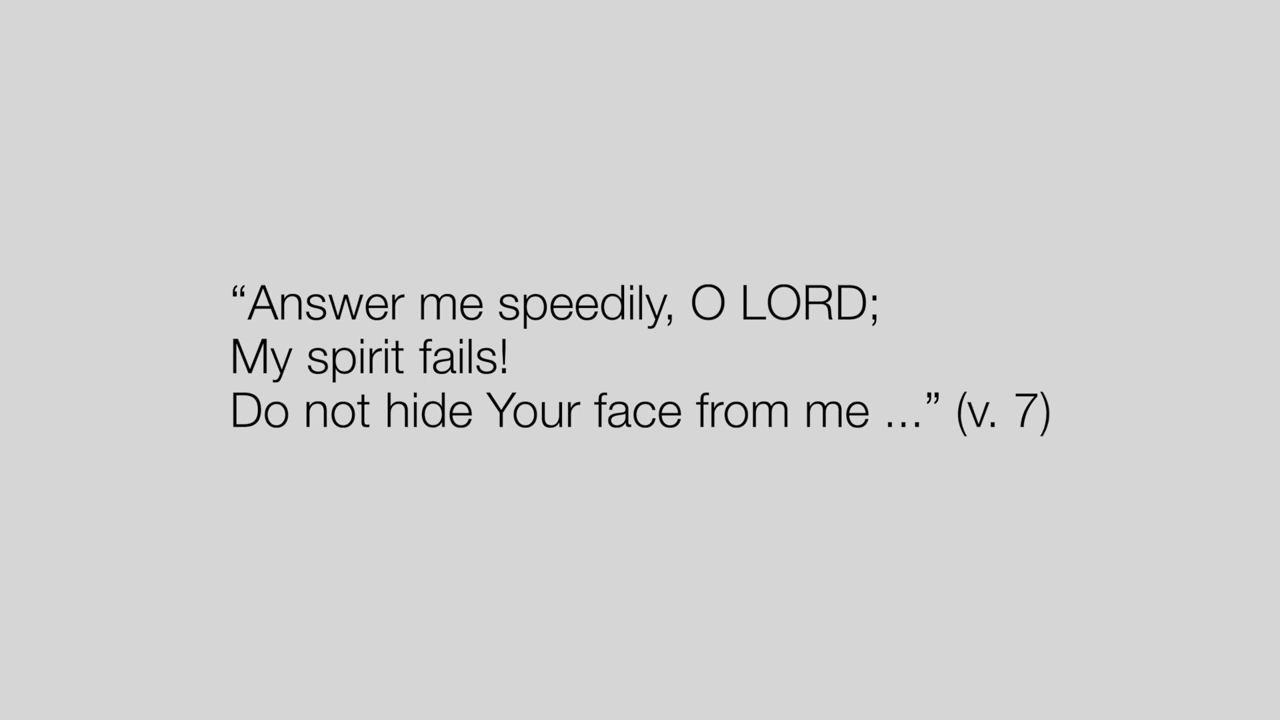 “Answer me speedily, O LORD;
My spirit fails!
Do not hide Your face from me ...” (v. 7)